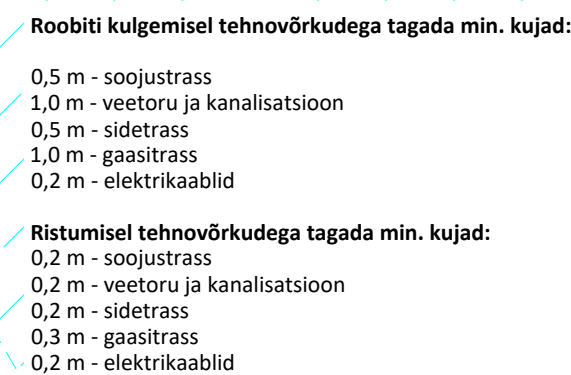 Roobiti kulgemisel tehnovõrkudega tagada min. kujad:
0,5 m - soojustrass
1,0 m - veetoru ja kanalisatsioon
0,5 m - sidetrass
1,0 m - gaasitrass
0,2 m - elektrikaablid
Ristumisel tehnovõrkudega tagada min. kujad:
0,2 m - soojustrass
0,2 m - veetoru ja kanalisatsioon
0,2 m - sidetrass
0,3 m - gaasitrass
0,2 m - elektrikaablid